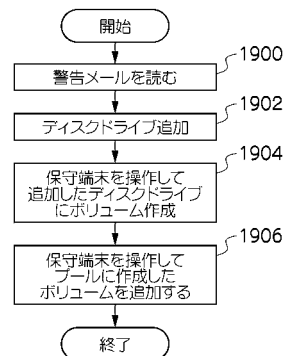 開始
1900
警告メールを読む
1902
ディスクドライブ追加
1904
保守端末を操作して
追加したディスクドライブ
にボリューム作成
1906
保守端末を操作して
プールに作成した
ボリュームを追加する
終了